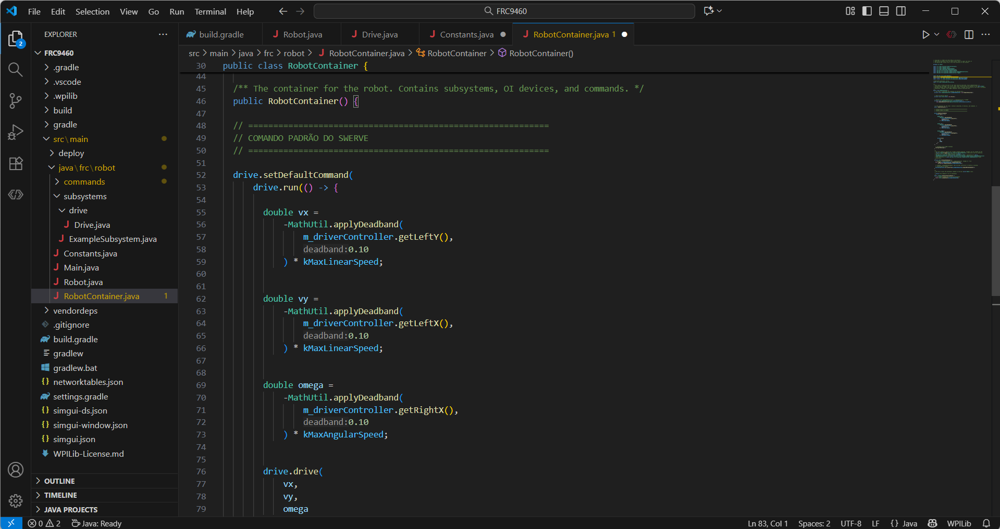 File Edit Selection View Go Run Terminal Help
FRC9460
EXPLORER
FRC9460
.gradle
.vscode
.wpilib
build
gradle
src\main
deploy
java\frc\robot
commands
subsystems
drive
Drive.java
ExampleSubsystem.java
Constants.java
Main.java
Robot.java
RobotContainer.java 1
vendordeps
.gitignore
build.gradle
gradlew
gradlew.bat
networktables.json
settings.gradle
simgui-ds.json
simgui-window.json
simgui.json
WPILib-License.md
OUTLINE
TIMELINE
JAVA PROJECTS
2
build.gradle Robot.java Drive.java Constants.java RobotContainer.java 1
src > main > java > frc > robot > RobotContainer.java > RobotContainer > RobotContainer()
30 public class RobotContainer {
44
45 /** The container for the robot. Contains subsystems, OI devices, and commands. */
46 public RobotContainer() {
47
48 // ============================================================
49 // COMANDO PADRÃO DO SWERVE
50 // ============================================================
51
52 drive.setDefaultCommand(
53 drive.run(() -> {
54
55 double vx =
56 -MathUtil.applyDeadband(
57 m_driverController.getLeftY(),
58 deadband:0.10
59 ) * kMaxLinearSpeed;
60
61
62 double vy =
63 -MathUtil.applyDeadband(
64 m_driverController.getLeftX(),
65 deadband:0.10
66 ) * kMaxLinearSpeed;
67
68
69 double omega =
70 -MathUtil.applyDeadband(
71 m_driverController.getRightX(),
72 deadband:0.10
73 ) * kMaxAngularSpeed;
74
75
76 drive.drive(
77 vx,
78 vy,
79 omega
0 2 Java: Ready
Ln 83, Col 1 Spaces: 2 UTF-8 LF {} Java WPILib